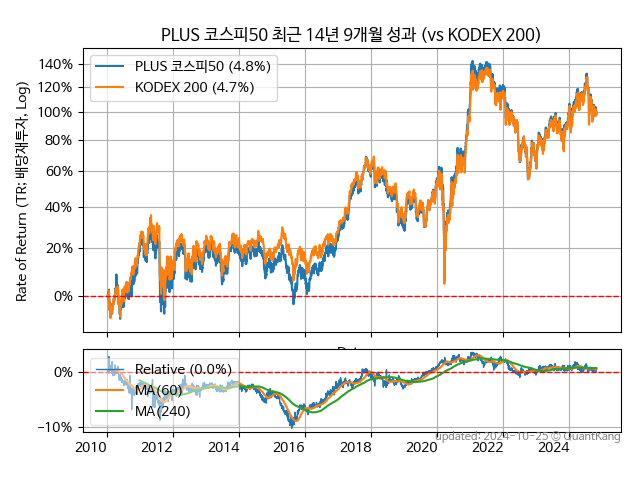 PLUS 코스피50 최근 14년 9개월 성과 (vs KODEX 200)
PLUS 코스피50 (4.8%)
KODEX 200 (4.7%)
Rate of Return (TR: 배당재투자, Log)
140%
120%
100%
80%
60%
40%
20%
0%
Relative (0.0%)
MA(60)
MA(240)
0%
−10%
2010 2012 2014 2016 2018 2020 2022 2024
updated: 2024-10-25 © QuantKang